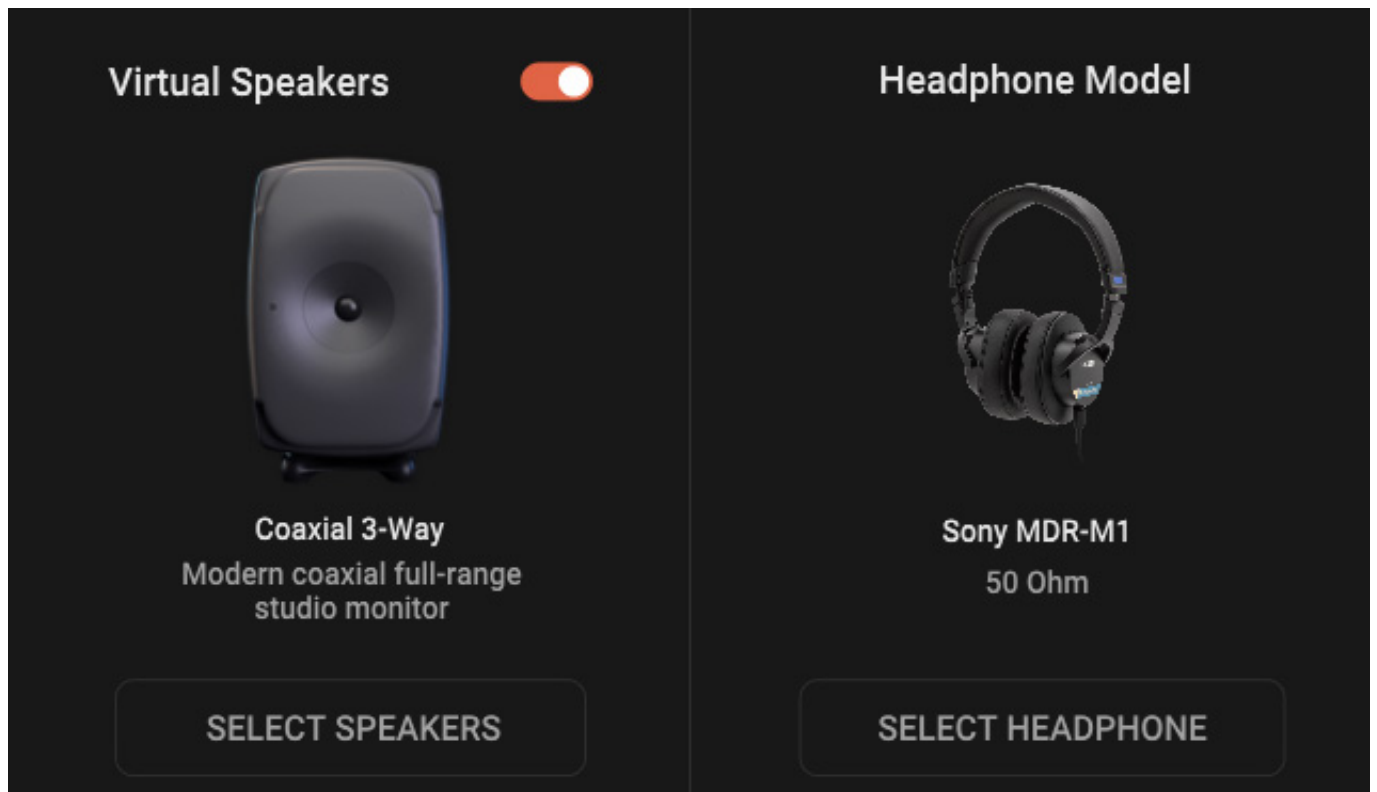 Virtual Speakers
Coaxial 3-Way
Modern coaxial full-range
studio monitor
SELECT SPEAKERS
Headphone Model
Sony MDR-M1
50 Ohm
SELECT HEADPHONE